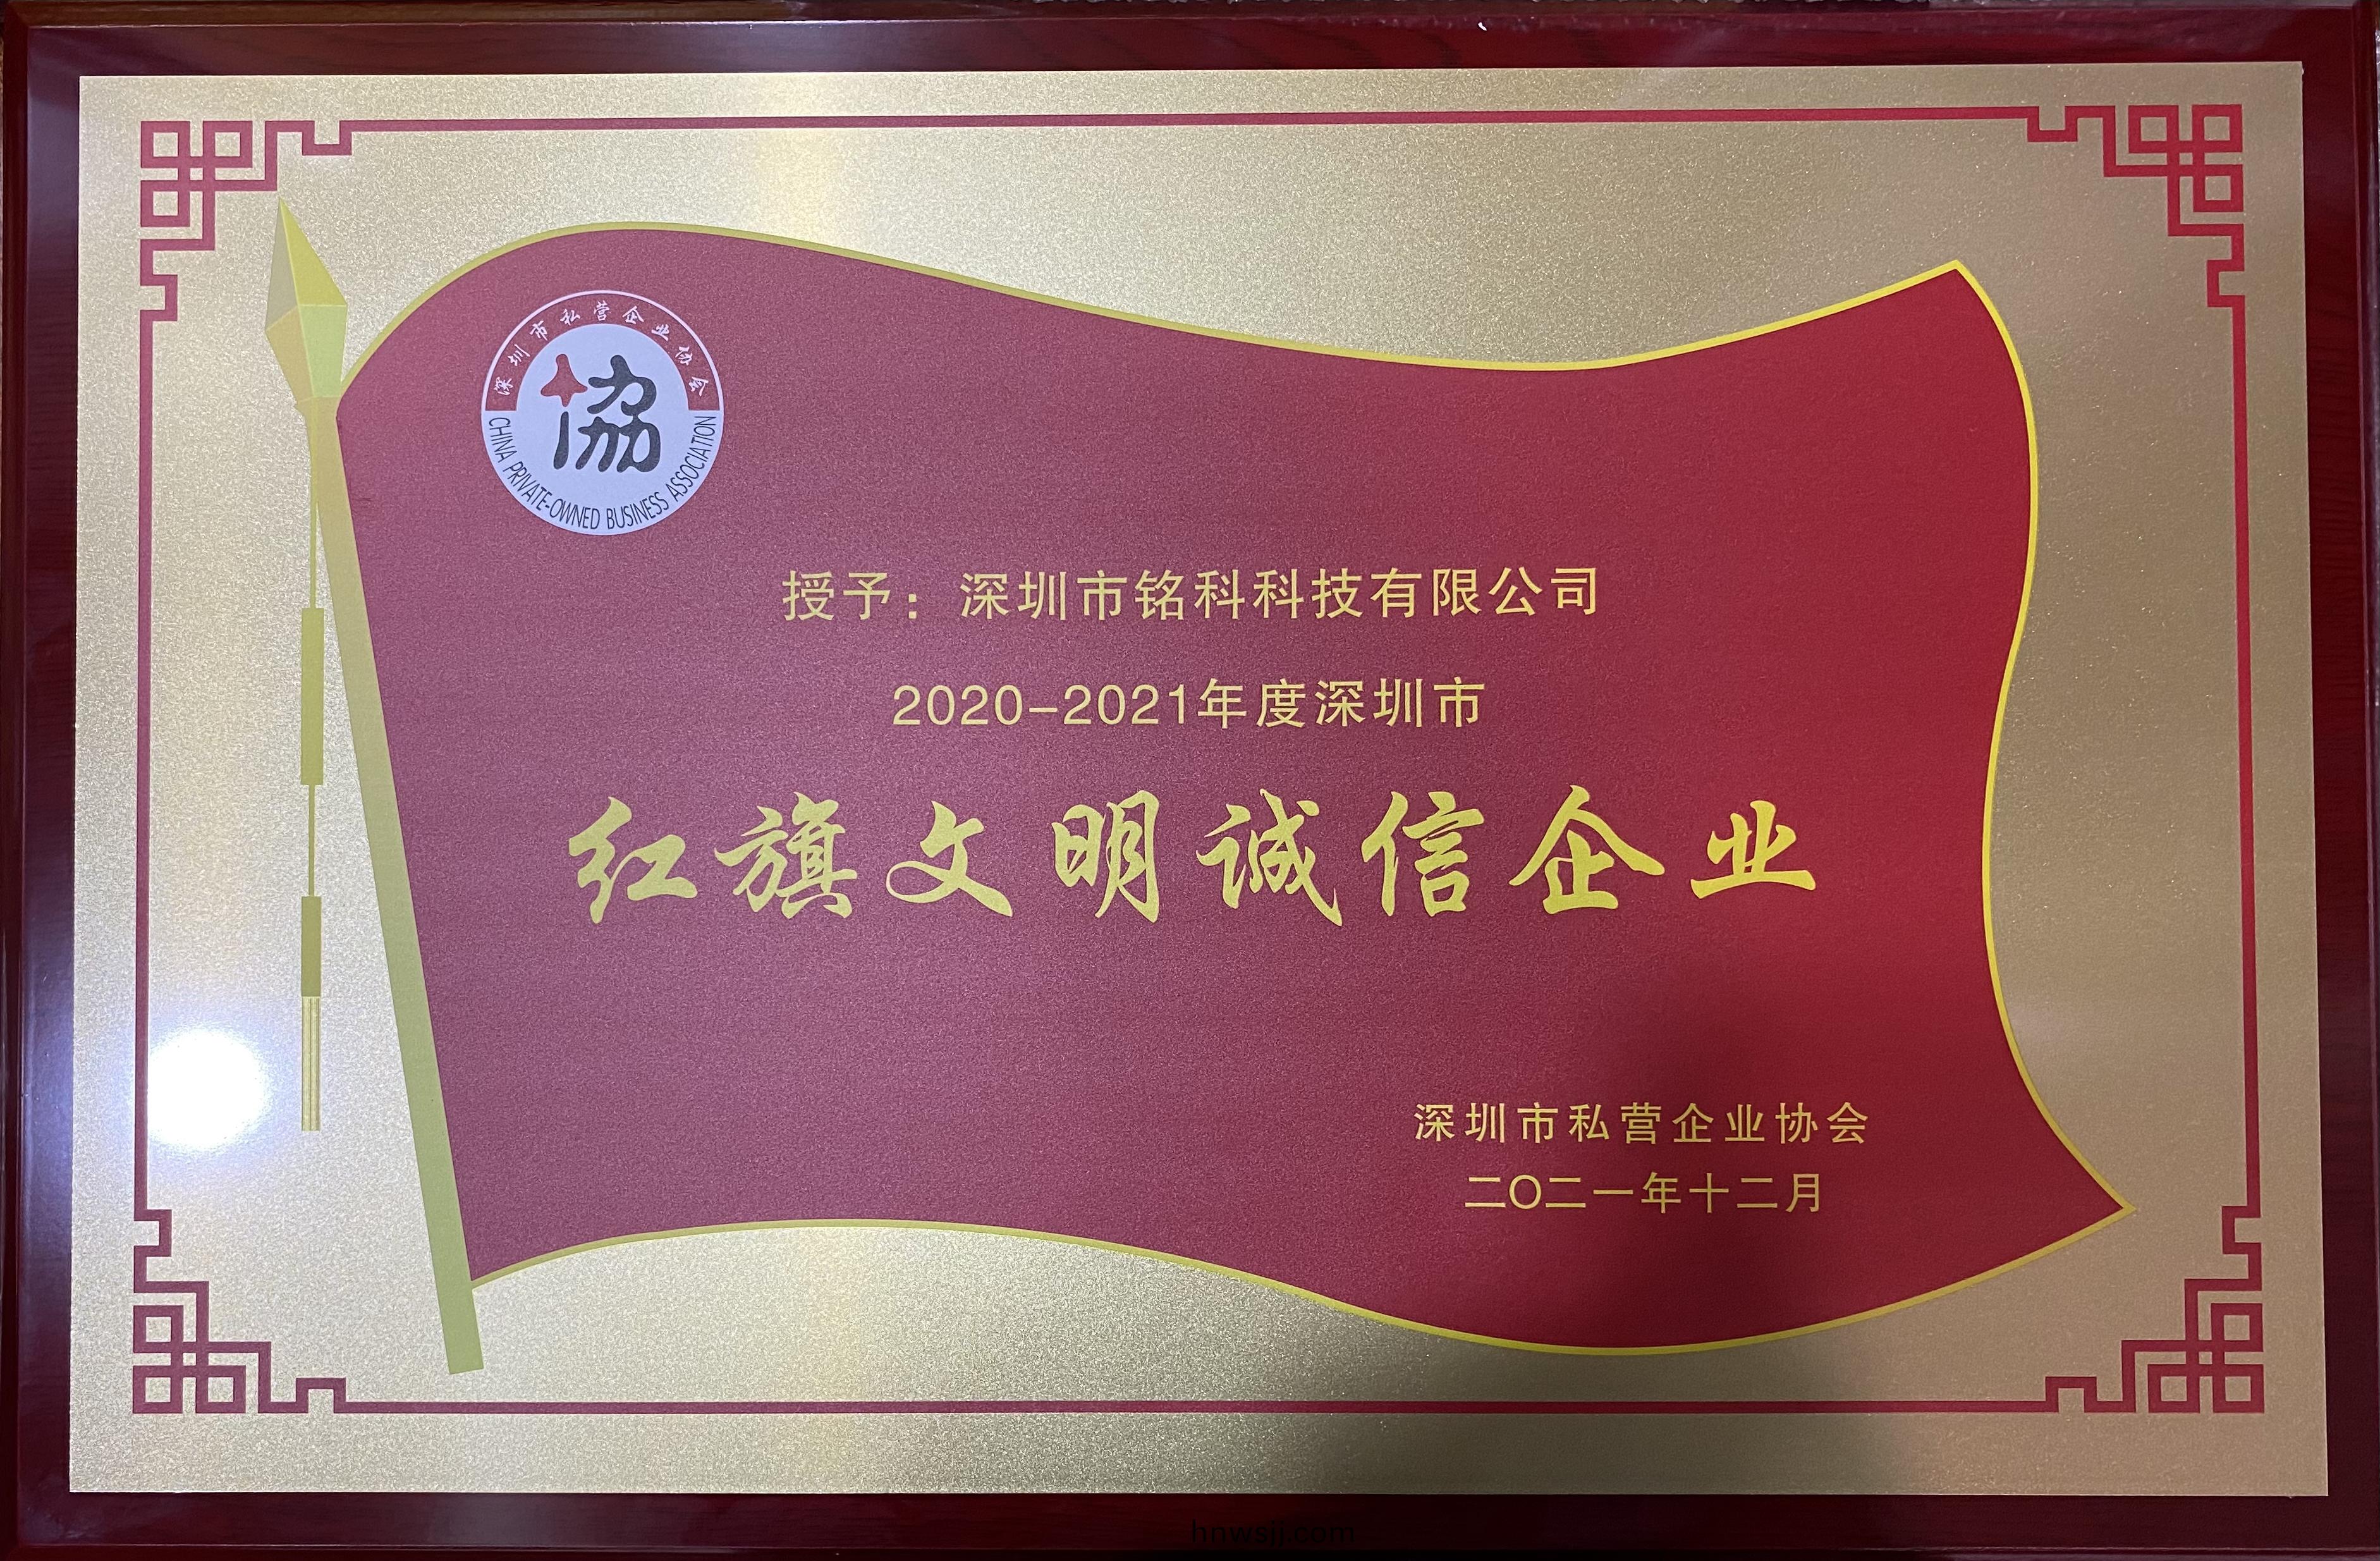 深圳市私营企业协会
協
CHINA PRIVATE-OWNED BUSINESS ASSOCIATION
授予：深圳市铭科科技有限公司
2020-2021年度深圳市
红旗文明诚信企业
深圳市私营企业协会
二〇二一年十二月
hnwsjj.com